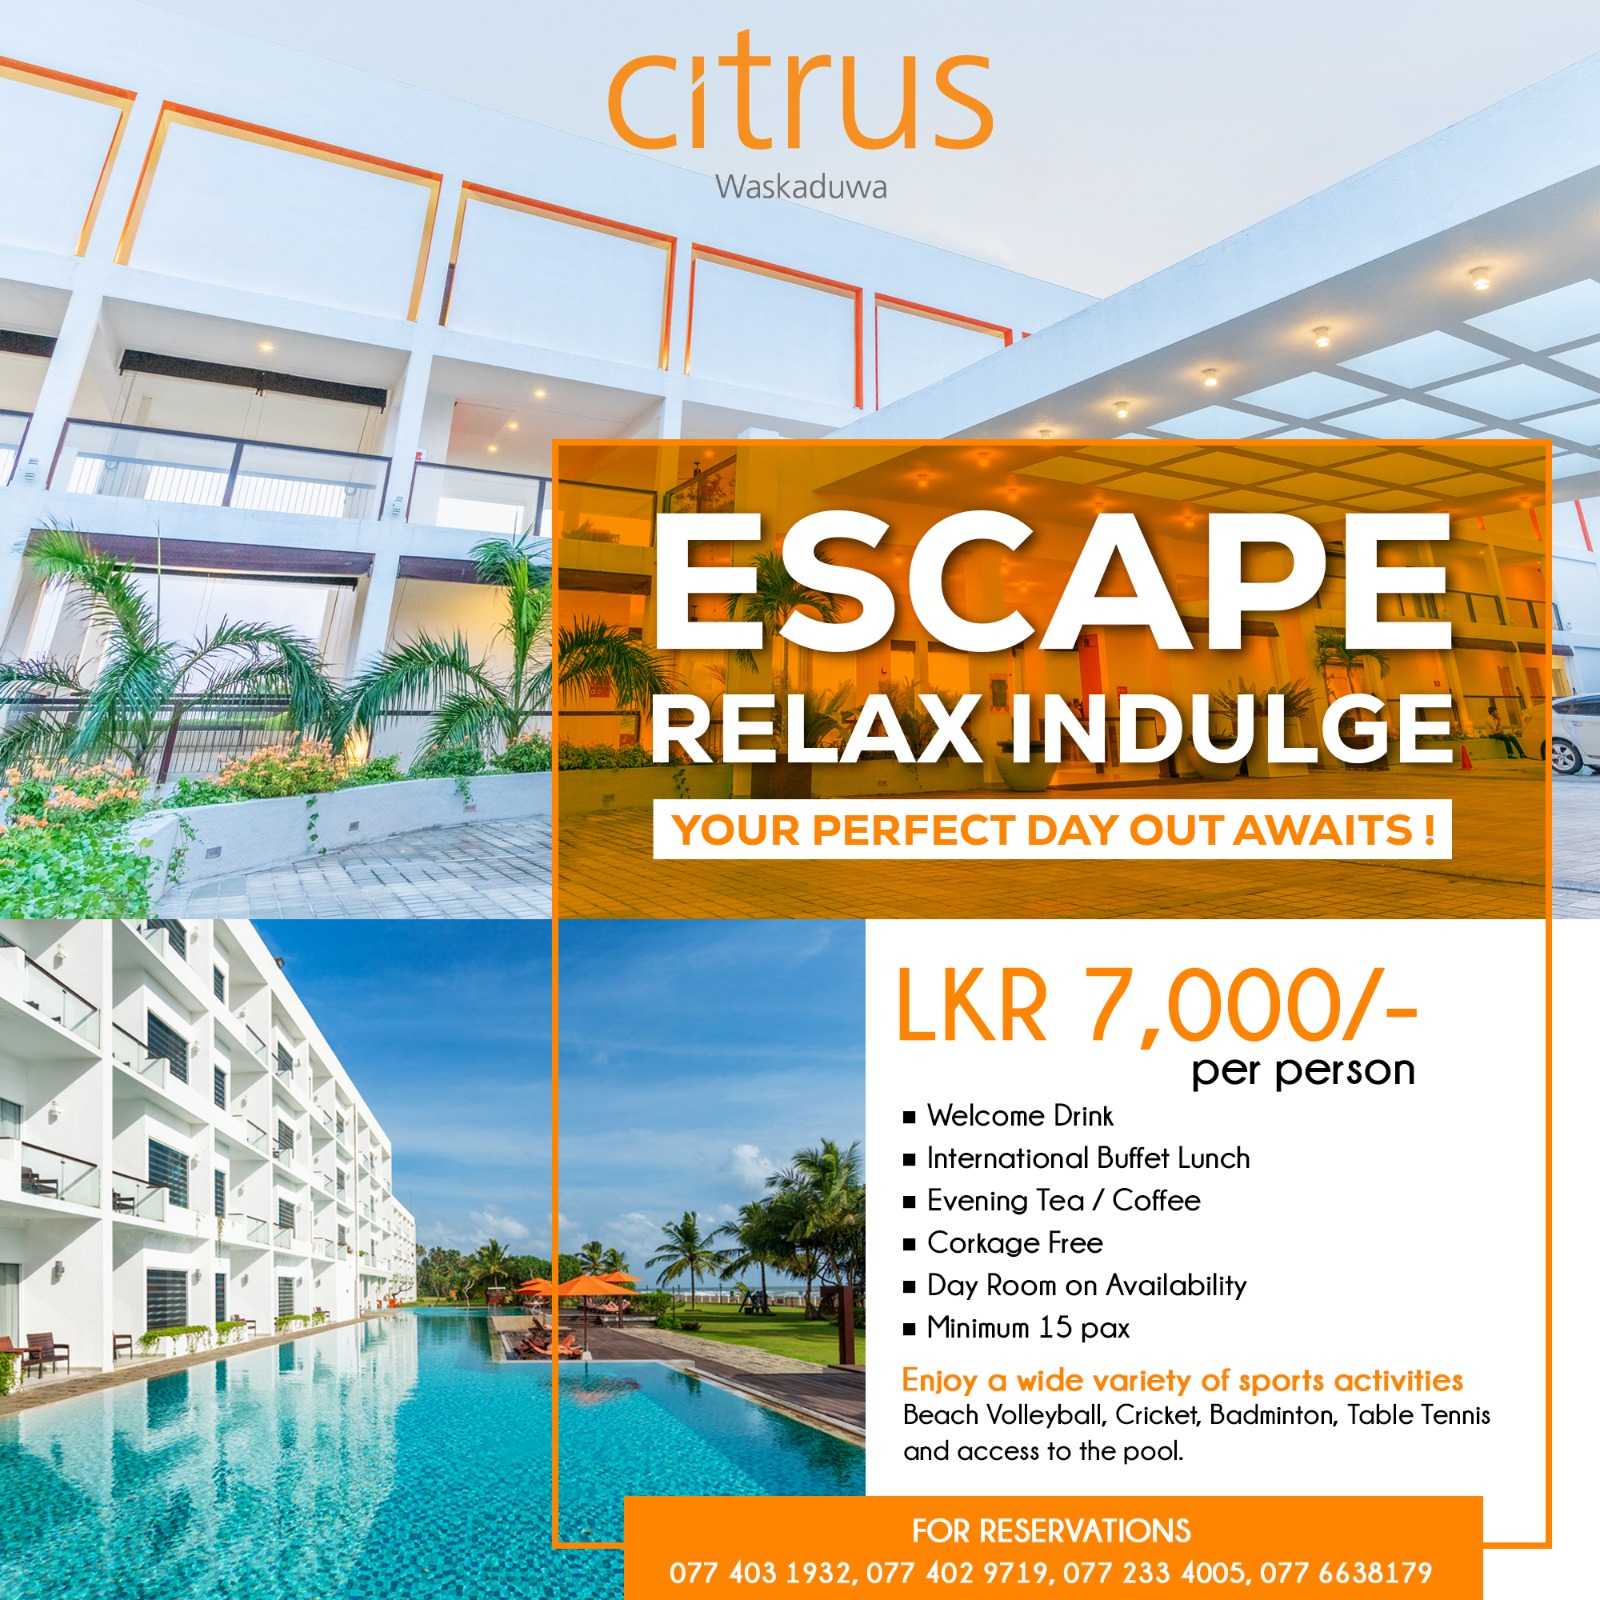 citrus
Waskaduwa
ESCAPE
RELAX INDULGE
YOUR PERFECT DAY OUT AWAITS !
LKR 7,000/-
per person
▪ Welcome Drink
▪ International Buffet Lunch
▪ Evening Tea / Coffee
▪ Corkage Free
▪ Day Room on Availability
▪ Minimum 15 pax
Enjoy a wide variety of sports activities
Beach Volleyball, Cricket, Badminton, Table Tennis
and access to the pool.
FOR RESERVATIONS
077 403 1932, 077 402 9719, 077 233 4005, 077 6638179